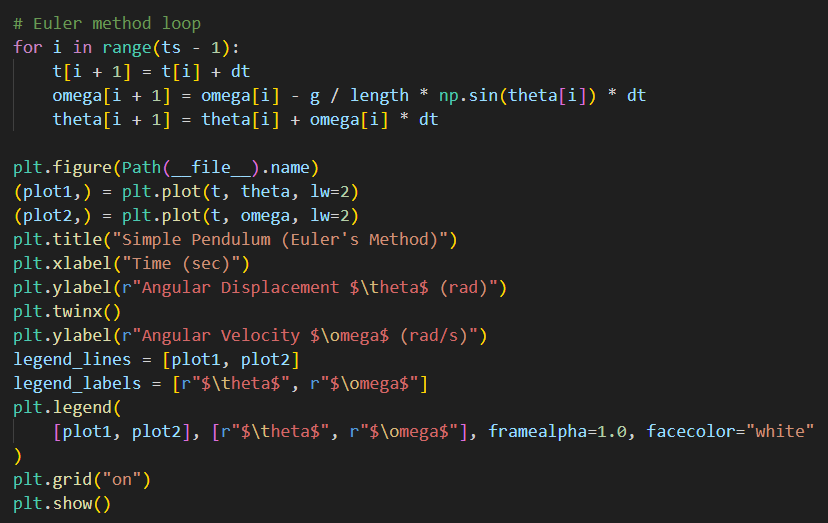 # Euler method loop
for i in range(ts - 1):
    t[i + 1] = t[i] + dt
    omega[i + 1] = omega[i] - g / length * np.sin(theta[i]) * dt
    theta[i + 1] = theta[i] + omega[i] * dt

plt.figure(Path(__file__).name)
(plot1,) = plt.plot(t, theta, lw=2)
(plot2,) = plt.plot(t, omega, lw=2)
plt.title("Simple Pendulum (Euler's Method)")
plt.xlabel("Time (sec)")
plt.ylabel(r"Angular Displacement $\theta$ (rad)")
plt.twinx()
plt.ylabel(r"Angular Velocity $\omega$ (rad/s)")
legend_lines = [plot1, plot2]
legend_labels = [r"$\theta$", r"$\omega$"]
plt.legend(
    [plot1, plot2], [r"$\theta$", r"$\omega$"], framealpha=1.0, facecolor="white"
)
plt.grid("on")
plt.show()